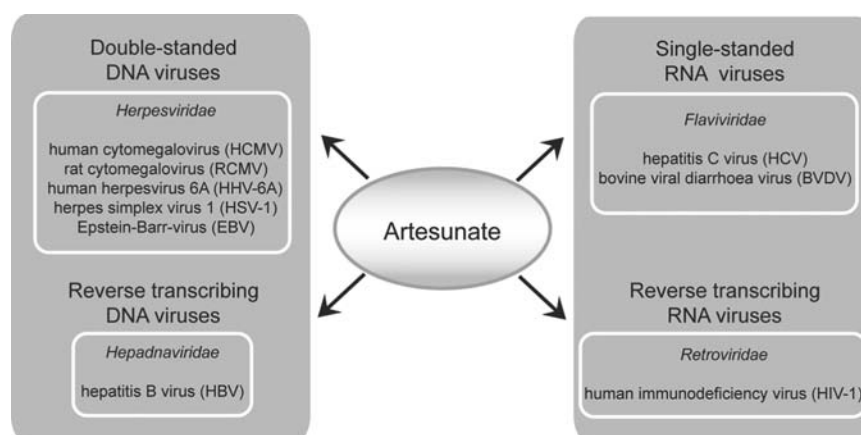 Double-standed
DNA viruses
Herpesviridae
human cytomegalovirus (HCMV)
rat cytomegalovirus (RCMV)
human herpesvirus 6A (HHV-6A)
herpes simplex virus 1 (HSV-1)
Epstein-Barr-virus (EBV)
Reverse transcribing
DNA viruses
Hepadnaviridae
hepatitis B virus (HBV)
Artesunate
Single-standed
RNA viruses
Flaviviridae
hepatitis C virus (HCV)
bovine viral diarrhoea virus (BVDV)
Reverse transcribing
RNA viruses
Retroviridae
human immunodeficiency virus (HIV-1)